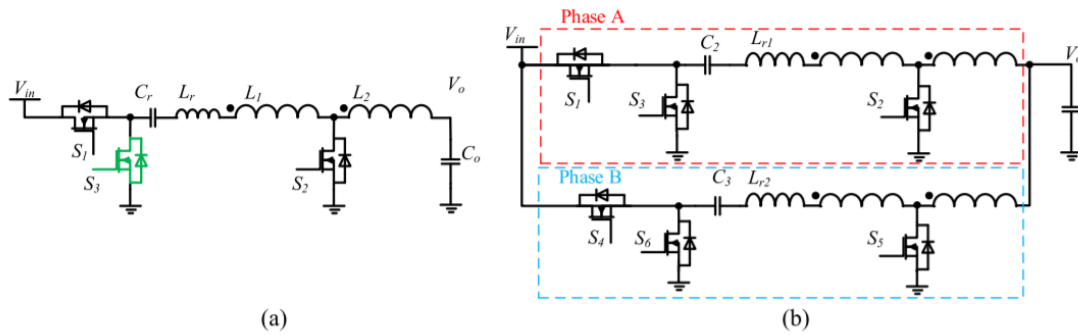 V_in
C_r
L_r
L_1
L_2
V_o
S_1
S_3
S_2
C_o
(a)
Phase A
V_in
C_2
L_r1
S_1
S_3
S_2
Phase B
C_3
L_r2
S_4
S_6
S_5
(b)